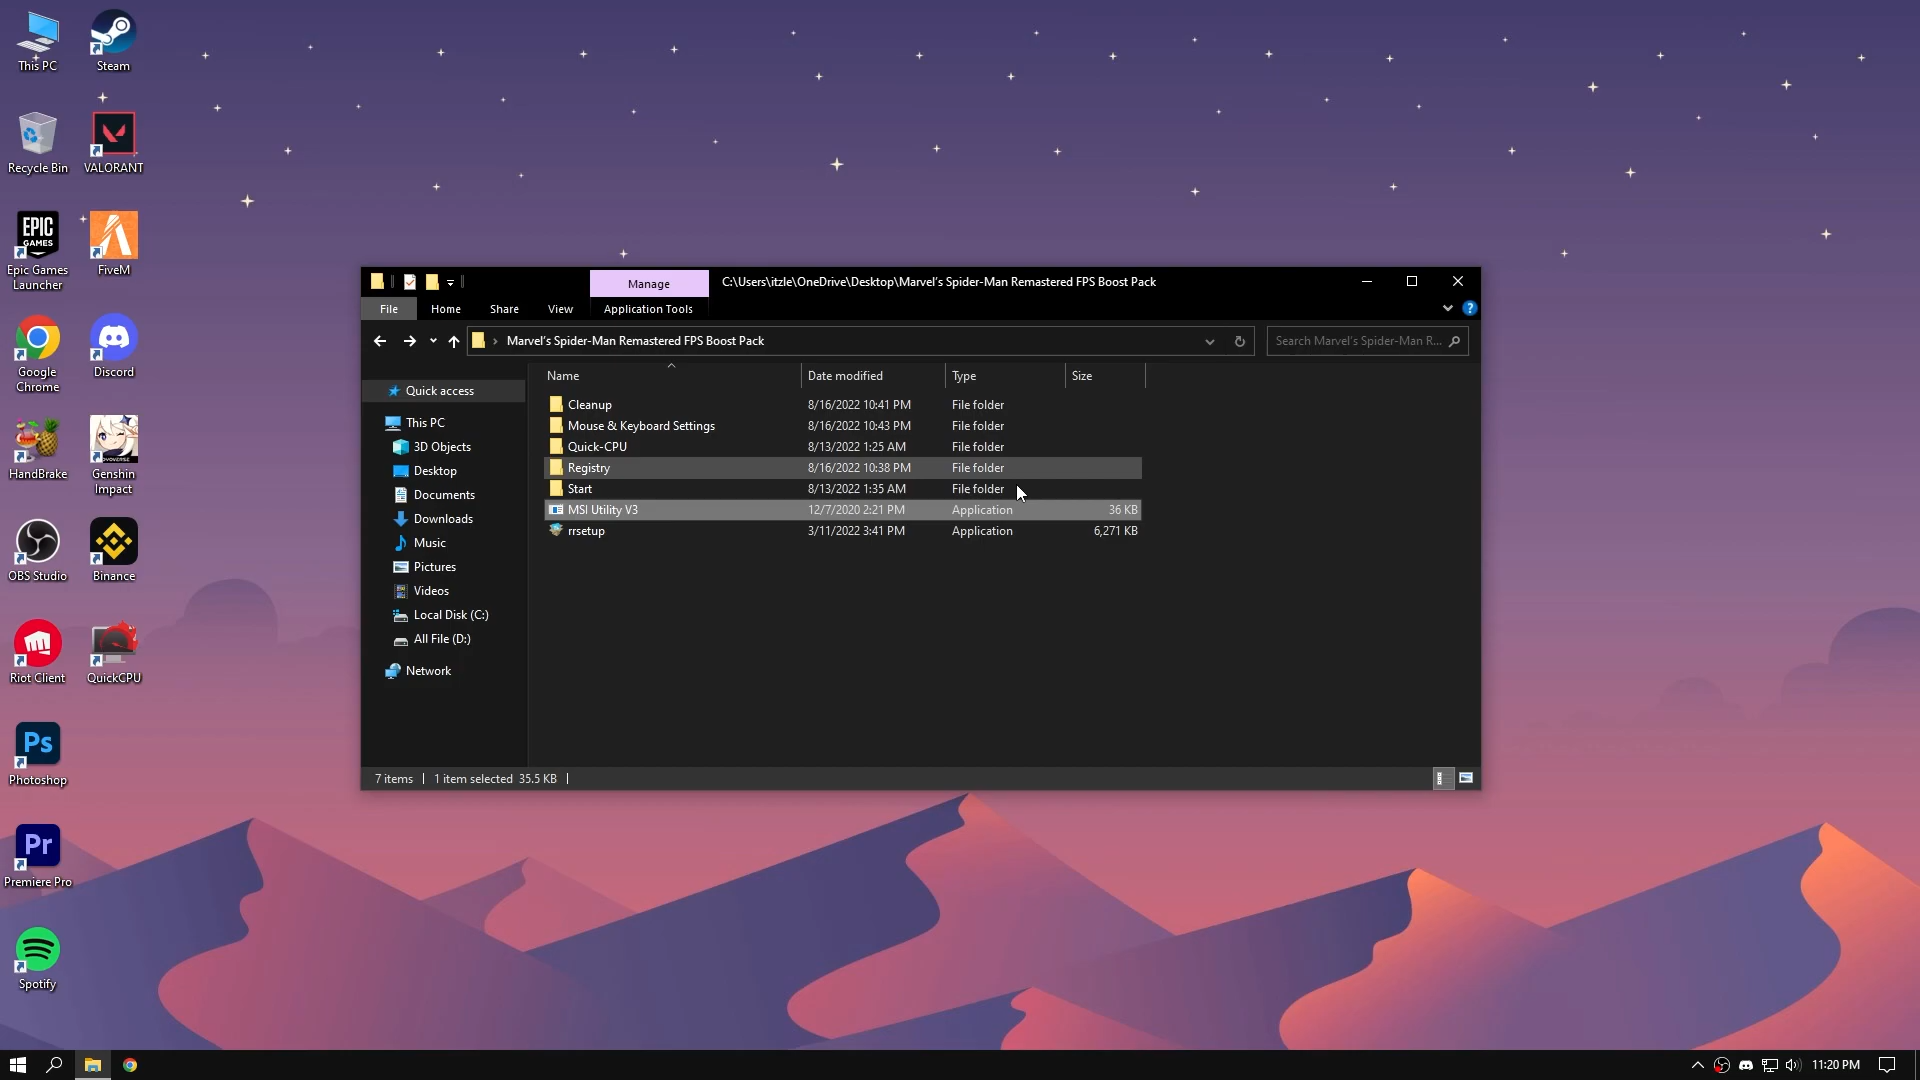 This PC
Steam
Recycle Bin
VALORANT
EPIC
GAMES
Epic Games
Launcher
FiveM
Google
Chrome
Discord
HandBrake
Genshin
Impact
OBS Studio
Binance
Riot Client
QuickCPU
Ps
Photoshop
Pr
Premiere Pro
Spotify
Manage
C:\Users\itzle\OneDrive\Desktop\Marvel's Spider-Man Remastered FPS Boost Pack
File
Home
Share
View
Application Tools
Marvel's Spider-Man Remastered FPS Boost Pack
Search Marvel's Spider-Man R...
Quick access
This PC
3D Objects
Desktop
Documents
Downloads
Music
Pictures
Videos
Local Disk (C:)
All File (D:)
Network
Name Date modified Type Size
Cleanup 8/16/2022 10:41 PM File folder
Mouse & Keyboard Settings 8/16/2022 10:43 PM File folder
Quick-CPU 8/13/2022 1:25 AM File folder
Registry 8/16/2022 10:38 PM File folder
Start 8/13/2022 1:35 AM File folder
MSI Utility V3 12/7/2020 2:21 PM Application 36 KB
rrsetup 3/11/2022 3:41 PM Application 6,271 KB
7 items 1 item selected 35.5 KB
11:20 PM